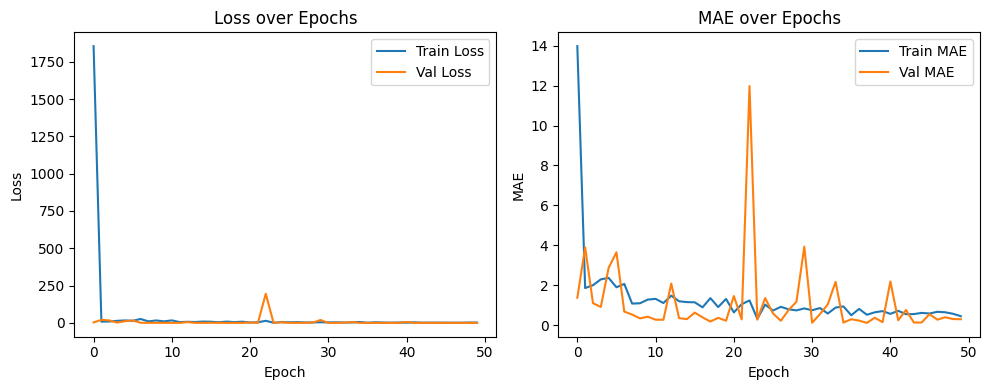 Loss over Epochs
1750
1500
1250
1000
750
500
250
0
Loss
0
10
20
30
40
50
Epoch
Train Loss
Val Loss
MAE over Epochs
14
12
10
8
6
4
2
0
MAE
0
10
20
30
40
50
Epoch
Train MAE
Val MAE